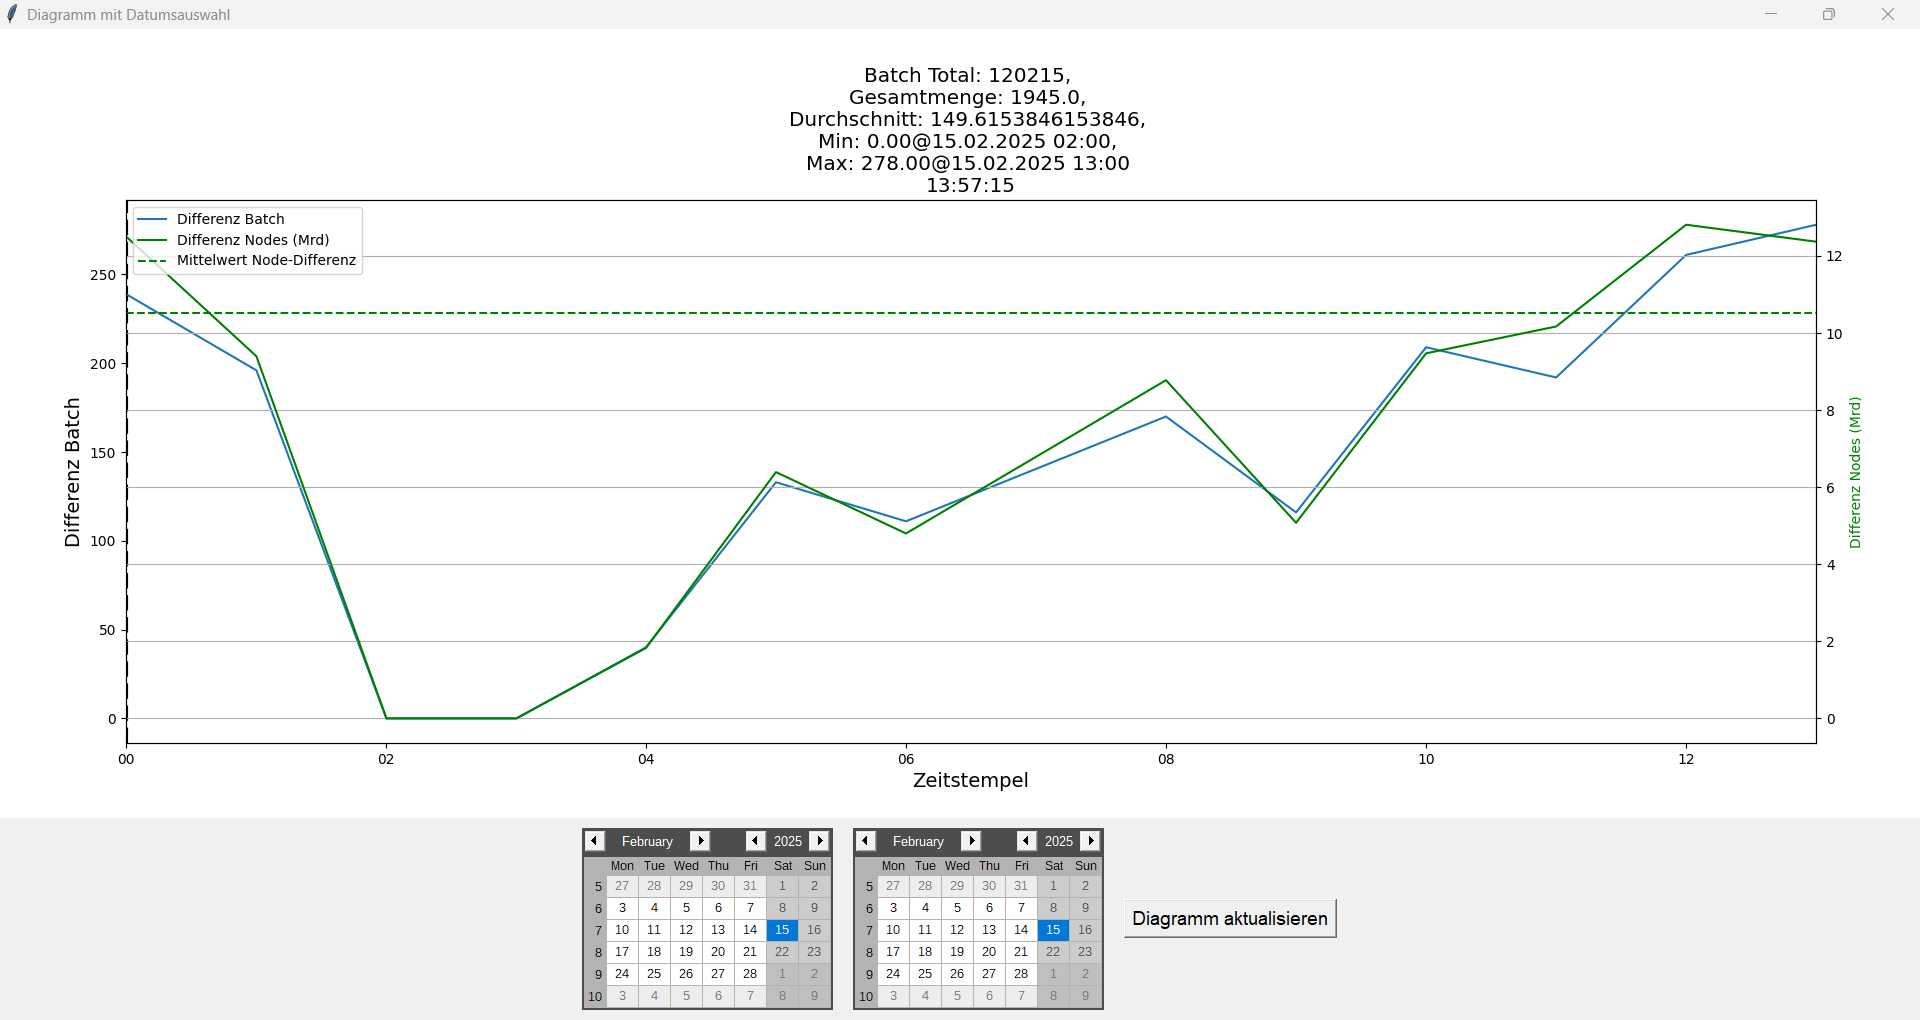 Diagramm mit Datumsauswahl
Batch Total: 120215,
Gesamtmenge: 1945.0,
Durchschnitt: 149.6153846153846,
Min: 0.00@15.02.2025 02:00,
Max: 278.00@15.02.2025 13:00
13:57:15
Differenz Batch
Differenz Nodes (Mrd)
Mittelwert Node-Differenz
Differenz Batch
250
200
150
100
50
0
12
10
8
6
4
2
0
Differenz Nodes (Mrd)
00 02 04 06 08 10 12
Zeitstempel
February 2025
Mon Tue Wed Thu Fri Sat Sun
5 27 28 29 30 31 1 2
6 3 4 5 6 7 8 9
7 10 11 12 13 14 15 16
8 17 18 19 20 21 22 23
9 24 25 26 27 28 1 2
10 3 4 5 6 7 8 9
February 2025
Mon Tue Wed Thu Fri Sat Sun
5 27 28 29 30 31 1 2
6 3 4 5 6 7 8 9
7 10 11 12 13 14 15 16
8 17 18 19 20 21 22 23
9 24 25 26 27 28 1 2
10 3 4 5 6 7 8 9
Diagramm aktualisieren